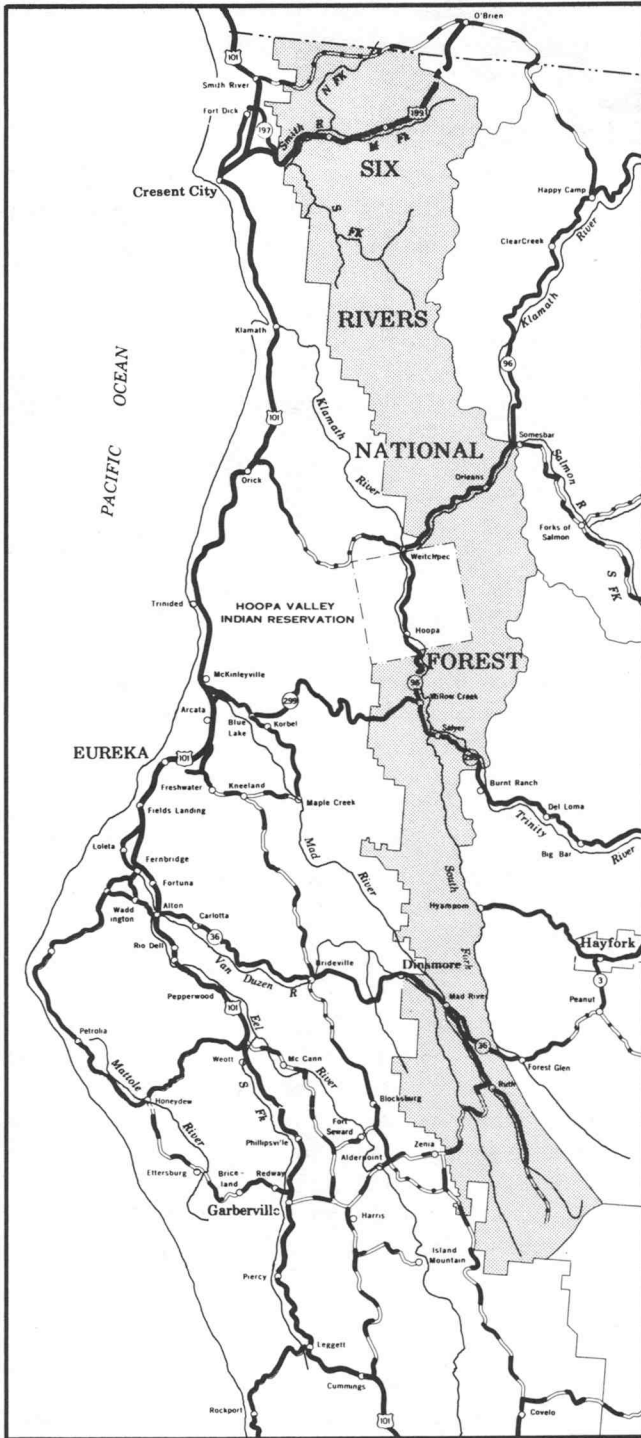 O'Brien
101
Smith River
N FK
Fort Dick
197
199
Smith R
M Fk
SIX
Cresent City
Happy Camp
S FK
ClearCreek
River
Klamath
RIVERS
Klamath
96
PACIFIC OCEAN
101
Klamath River
NATIONAL
Somesbar
Salmon R
Orleans
Orick
Forks of Salmon
Weitchpec
S FK
Trinided
HOOPA VALLEY
INDIAN RESERVATION
Hoopa
FOREST
McKinleyville
96
299
Willow Creek
Arcata
Blue Lake
Korbel
Salyer
299
EUREKA
101
Burnt Ranch
Freshwater
Kneeland
Maple Creek
Fields Landing
Trinity River
Del Loma
Big Bar
Loleta
Mad River
South Fork
Fernbridge
Fortuna
Hyampom
Wadd
ington
Alton
Carlotta
36
Hayfork
Rio Dell
Van Duzen R
Brideville
Dinsmore
3
Pepperwood
Mad River
Peanut
101
Eel River
Petrolia
36
Weott
Mc Cann
Forest Glen
Mattole River
S Fk
Ruth
Honeydew
Blocksburg
Fort
Seward
Phillipsville
Zenia
Alderpoint
Ettersburg
Brice-
land
Redway
Garberville
Harris
Island
Mountain
Piercy
Leggett
Cummings
Rockport
101
Covelo